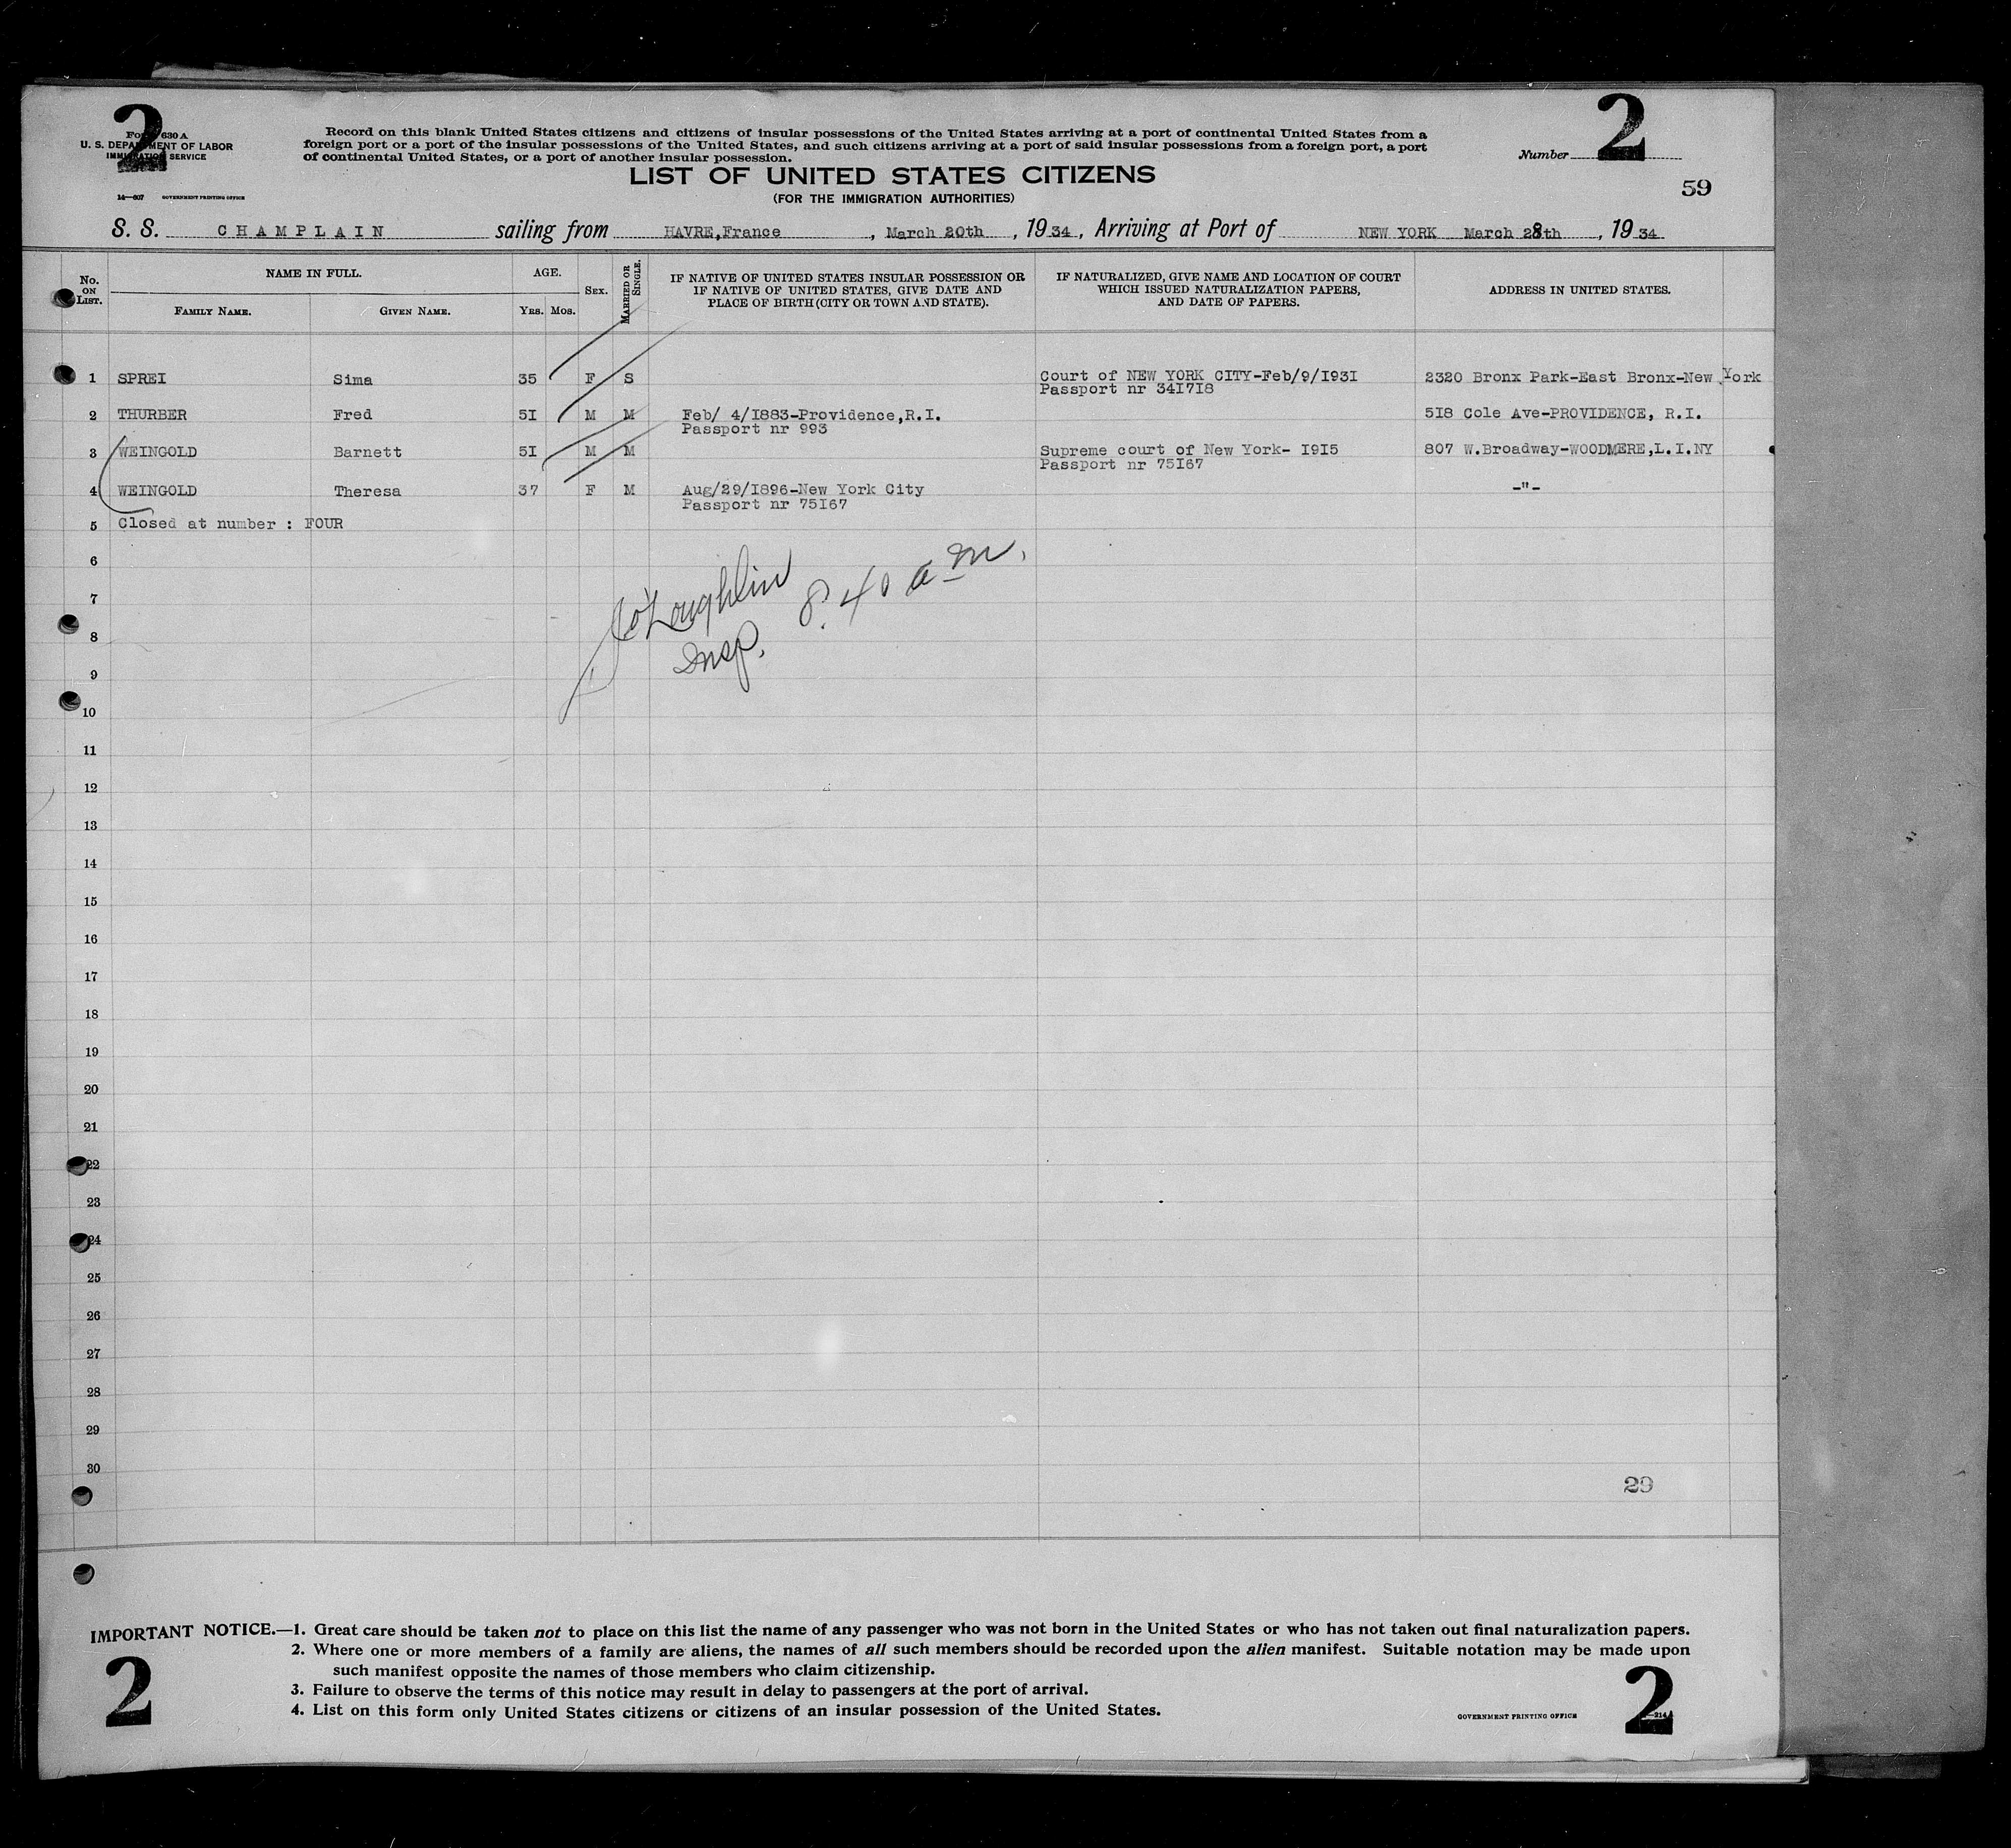 2
2
Form 630 A
U. S. DEPARTMENT OF LABOR
IMMIGRATION SERVICE
14—607 GOVERNMENT PRINTING OFFICE
Record on this blank United States citizens and citizens of insular possessions of the United States arriving at a port of continental United States from a
foreign port or a port of the insular possessions of the United States, and such citizens arriving at a port of said insular possessions from a foreign port, a port
of continental United States, or a port of another insular possession.
Number
59
LIST OF UNITED STATES CITIZENS
(FOR THE IMMIGRATION AUTHORITIES)
S. S. CHAMPLAIN sailing from HAVRE,France , March 20th , 1934 , Arriving at Port of NEW YORK March 28th , 1934
No. ON LIST. NAME IN FULL. AGE. SEX. MARRIED OR SINGLE. IF NATIVE OF UNITED STATES INSULAR POSSESSION OR IF NATIVE OF UNITED STATES, GIVE DATE AND PLACE OF BIRTH (CITY OR TOWN AND STATE). IF NATURALIZED, GIVE NAME AND LOCATION OF COURT WHICH ISSUED NATURALIZATION PAPERS, AND DATE OF PAPERS. ADDRESS IN UNITED STATES.
FAMILY NAME. GIVEN NAME. YRS. MOS.
1 SPREI Sima 35 F S Court of NEW YORK CITY-Feb/9/I93I 2320 Bronx Park-East Bronx-New York
Passport nr 34I7I8
2 THURBER Fred 5I M M Feb/ 4/I883-Providence,R.I. 5I8 Cole Ave-PROVIDENCE, R.I.
Passport nr 993
3 WEINGOLD Barnett 5I M M Supreme court of New York- I9I5 807 W.Broadway-WOODMERE,L.I.NY
Passport nr 75I67
4 WEINGOLD Theresa 37 F M Aug/29/I896-New York City -"-
Passport nr 75I67
5 Closed at number : FOUR
O'Loughlin 8.40 a m.
Insp.
6
7
8
9
10
11
12
13
14
15
16
17
18
19
20
21
22
23
24
25
26
27
28
29
30
29
IMPORTANT NOTICE.—1. Great care should be taken not to place on this list the name of any passenger who was not born in the United States or who has not taken out final naturalization papers.
2. Where one or more members of a family are aliens, the names of all such members should be recorded upon the alien manifest. Suitable notation may be made upon
such manifest opposite the names of those members who claim citizenship.
3. Failure to observe the terms of this notice may result in delay to passengers at the port of arrival.
4. List on this form only United States citizens or citizens of an insular possession of the United States.
GOVERNMENT PRINTING OFFICE
2
2